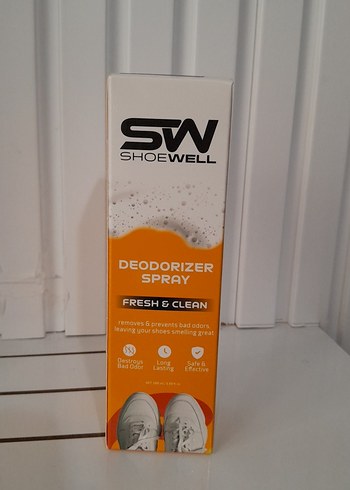 SW
SHOEWELL
DEODORIZER
SPRAY
FRESH & CLEAN
removes & prevents bad odors,
leaving your shoes smelling great
Destroys
Bad Odor
Long
Lasting
Safe &
Effective